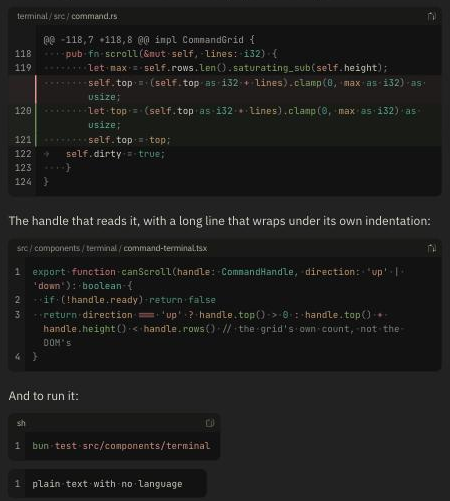 terminal / src / command.rs
@@ -118,7 +118,8 @@ impl CommandGrid {
118 ····pub·fn·scroll(&mut·self,·lines:·i32)·{
119 ········let·max·=·self.rows.len().saturating_sub(self.height);
········self.top·=·(self.top·as·i32·+·lines).clamp(0,·max·as·i32)·as·
usize;
120 ········let·top·=·(self.top·as·i32·+·lines).clamp(0,·max·as·i32)·as·
usize;
121 ········self.top·=·top;
122 → self.dirty·=·true;
123 ····}
124 }
The handle that reads it, with a long line that wraps under its own indentation:
src / components / terminal / command-terminal.tsx
1 export·function·canScroll(handle:·CommandHandle,·direction:·'up'·|·
'down'):·boolean·{
2 ··if·(!handle.ready)·return·false
3 ··return·direction·===·'up'·?·handle.top()·>·0·:·handle.top()·+·
handle.height()·<·handle.rows()·//·the·grid's·own·count,·not·the·
DOM's
4 }
And to run it:
sh
1 bun·test·src/components/terminal
1 plain·text·with·no·language